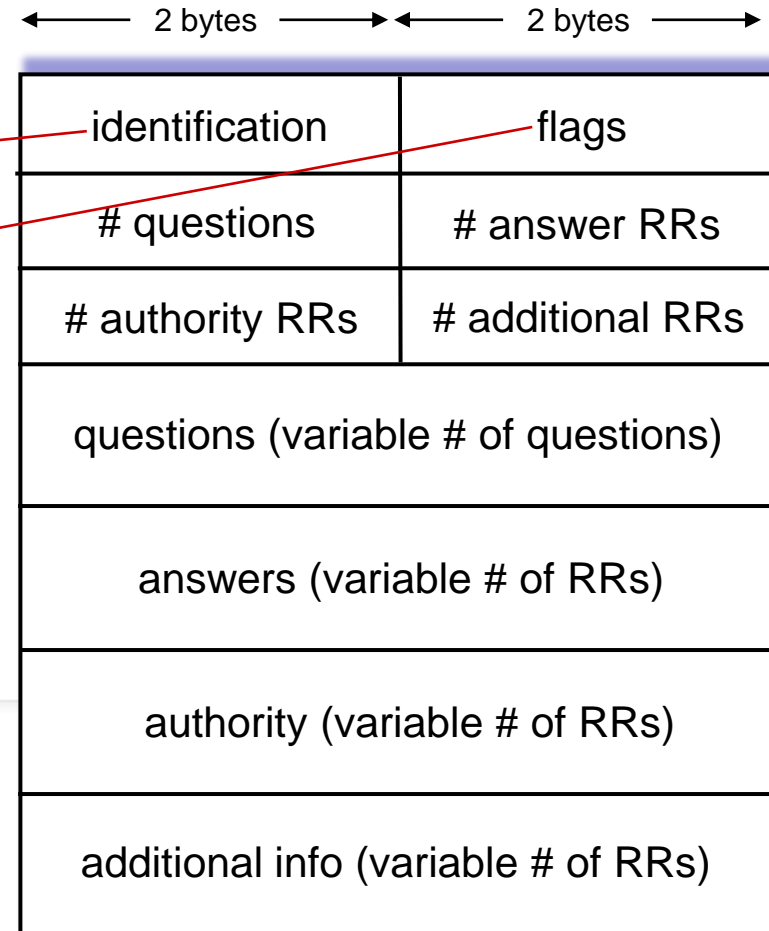 2 bytes 2 bytes
identification flags
# questions # answer RRs
# authority RRs # additional RRs
questions (variable # of questions)
answers (variable # of RRs)
authority (variable # of RRs)
additional info (variable # of RRs)